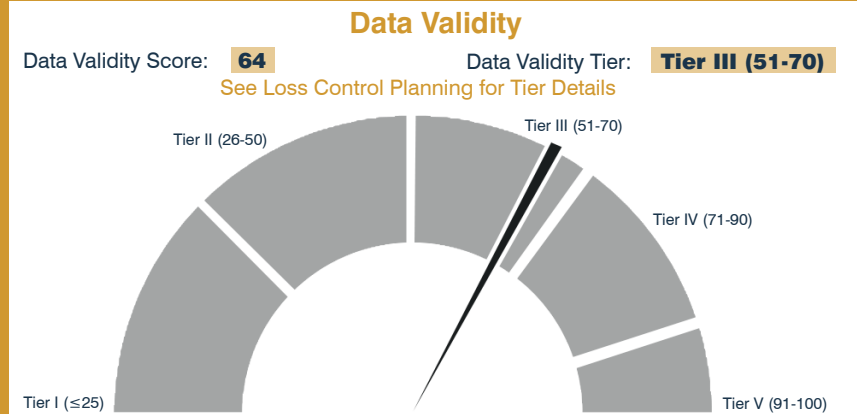 Data Validity
Data Validity Score: 64
Data Validity Tier: Tier III (51-70)
See Loss Control Planning for Tier Details
Tier III (51-70)
Tier II (26-50)
Tier IV (71-90)
Tier I (≤25)
Tier V (91-100)